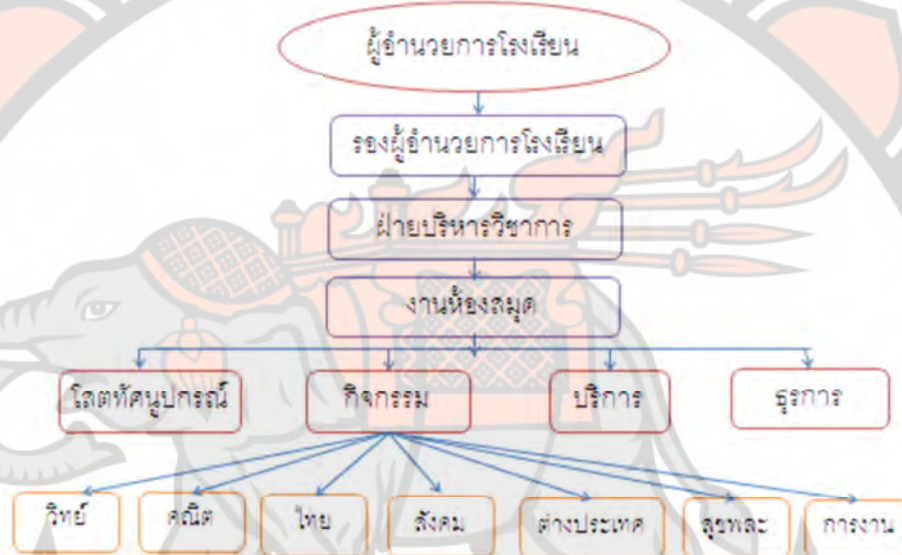 ผู้อำนวยการโรงเรียน
รองผู้อำนวยการโรงเรียน
ฝ่ายบริหารวิชาการ
งานห้องสมุด
โสตทัศนูปกรณ์ กิจกรรม บริการ ธุรการ
วิทย์ คณิต ไทย สังคม ต่างประเทศ สุขพละ การงาน